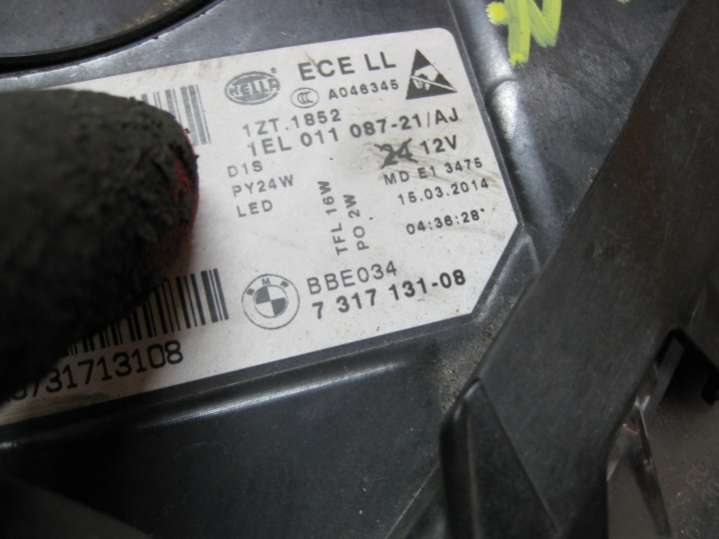 HELLA
ECE LL
CCC A046345
1ZT.1852
1EL 011 087-21/AJ
D1S
24 12V
PY24W
MD E1 3475
LED
TFL 16W
PO 2W
15.03.2014
04:36:28*
BMW
BBE034
7 317 131-08
731713108